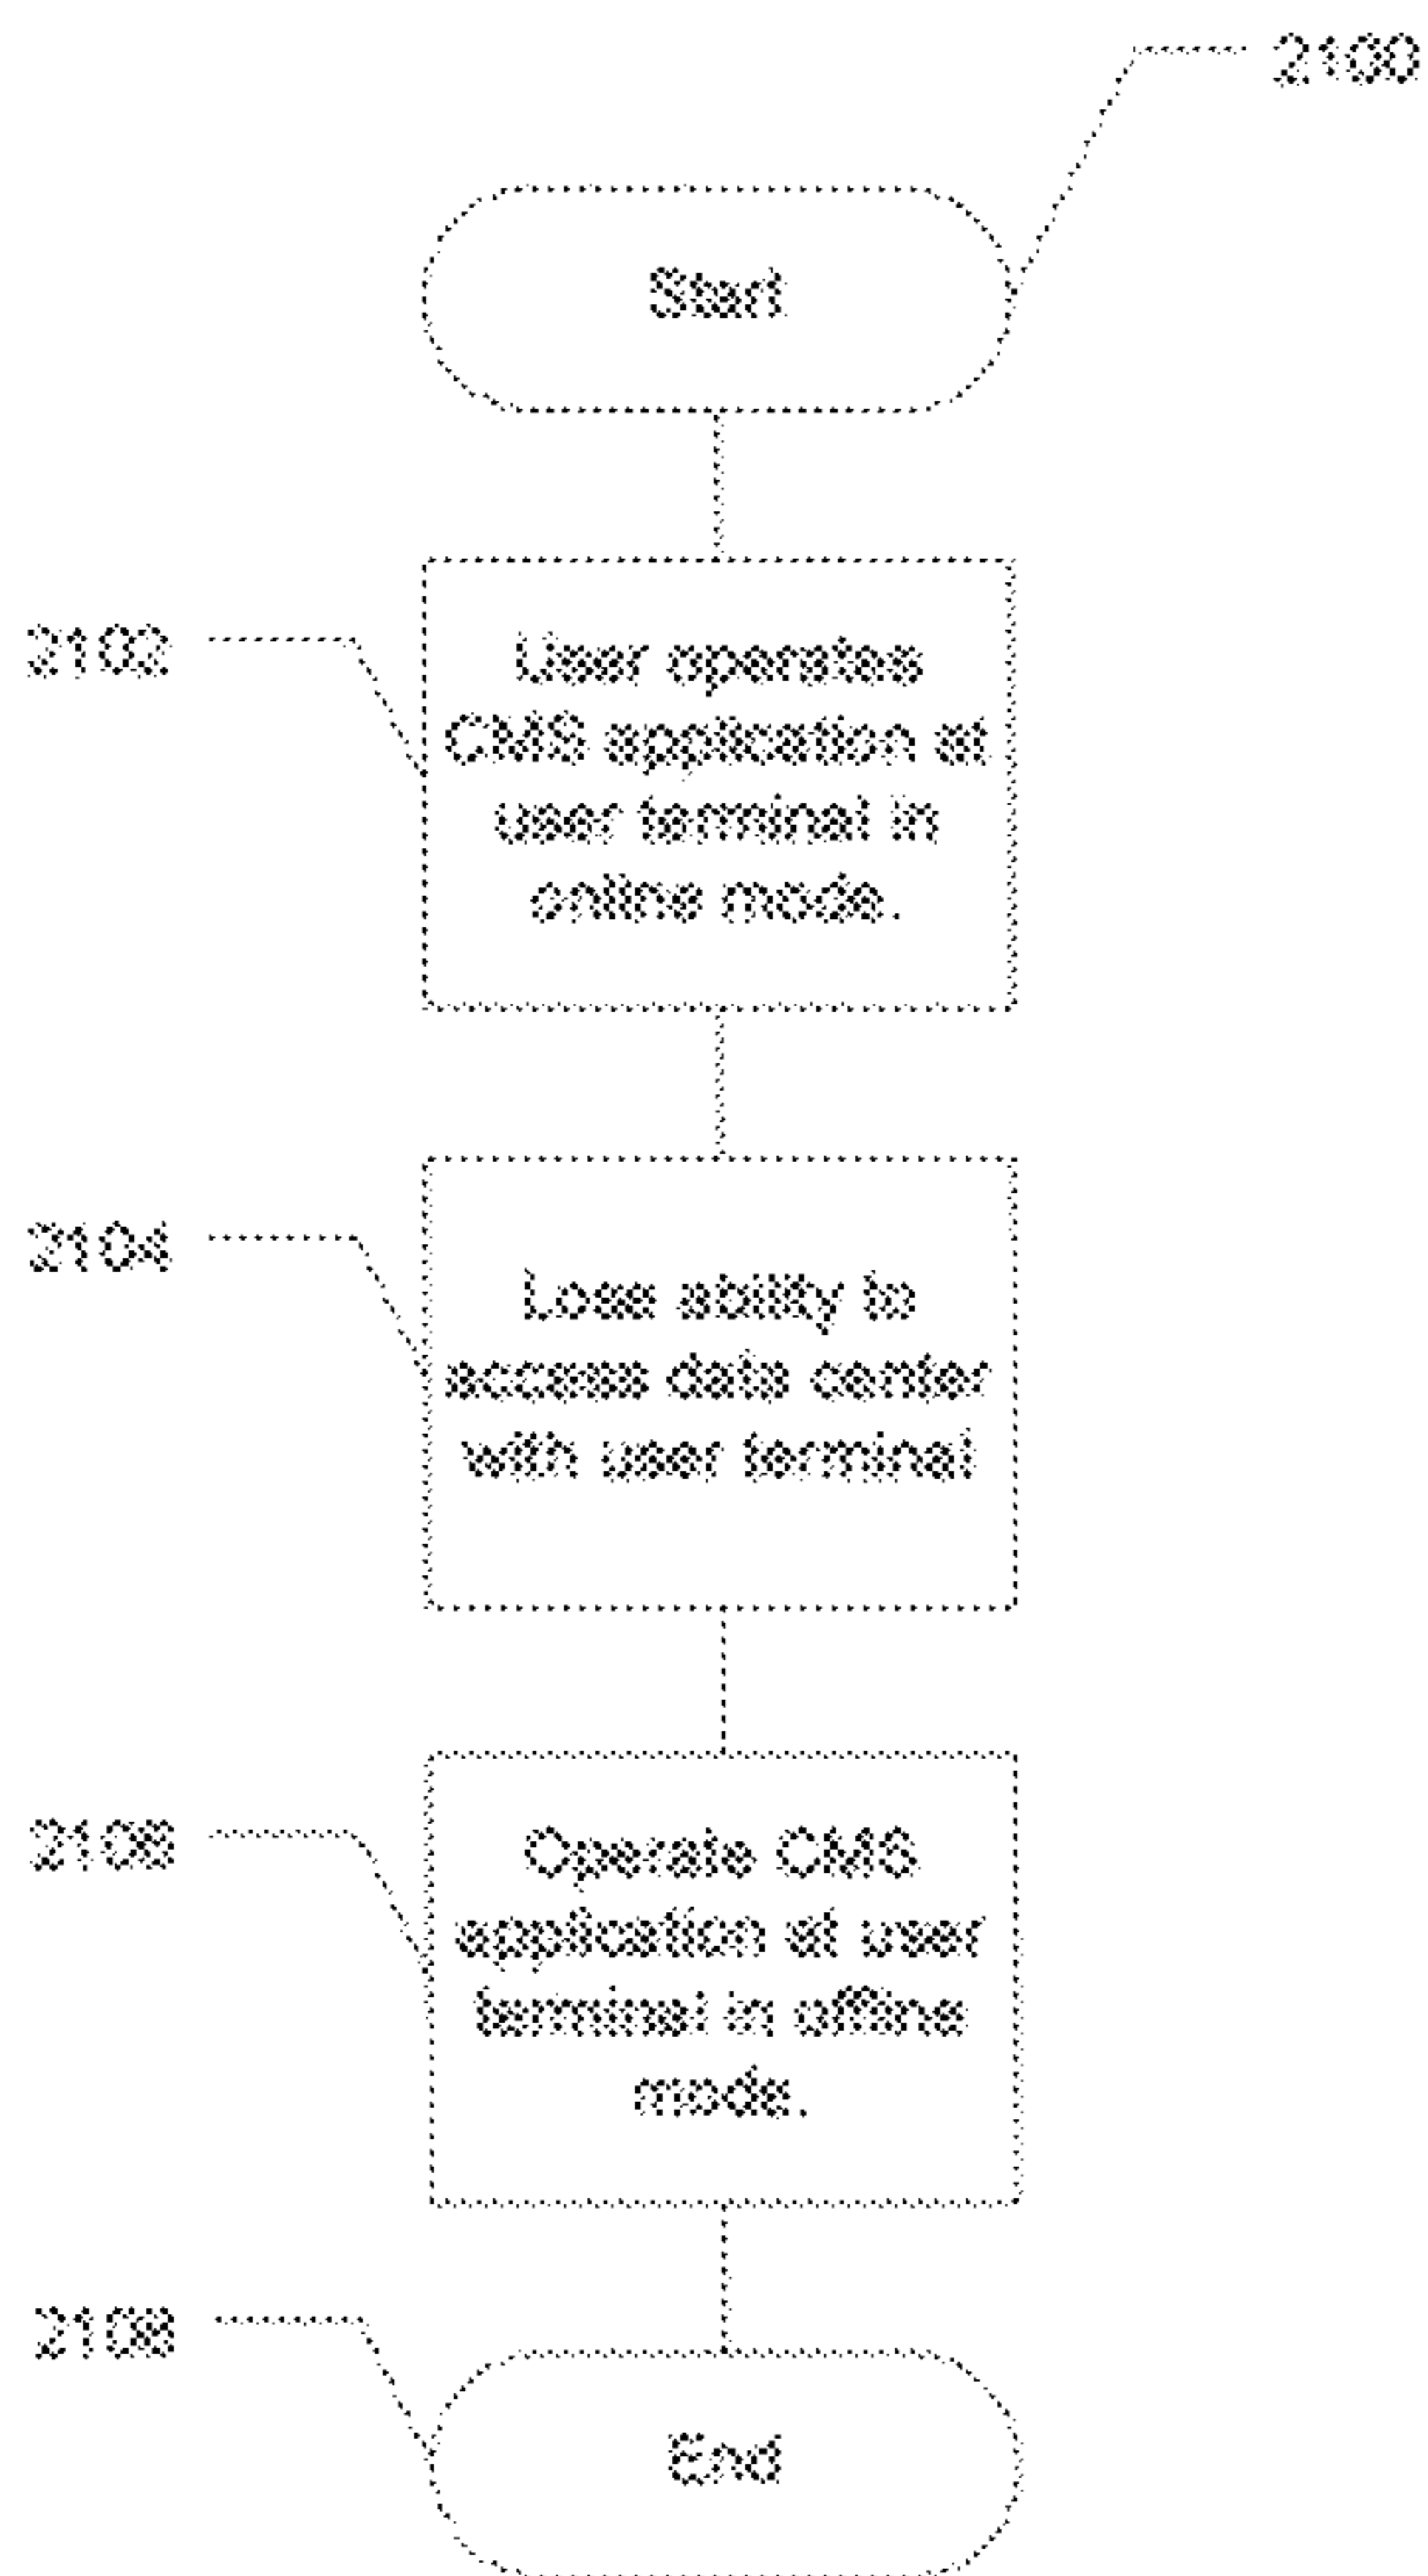 2100
Start
2102
User operates
CMS application at
user terminal in
online mode.
2104
Lose ability to
access data center
with user terminal
Operate CMS
application at user
terminal in offline
mode.
2108
End